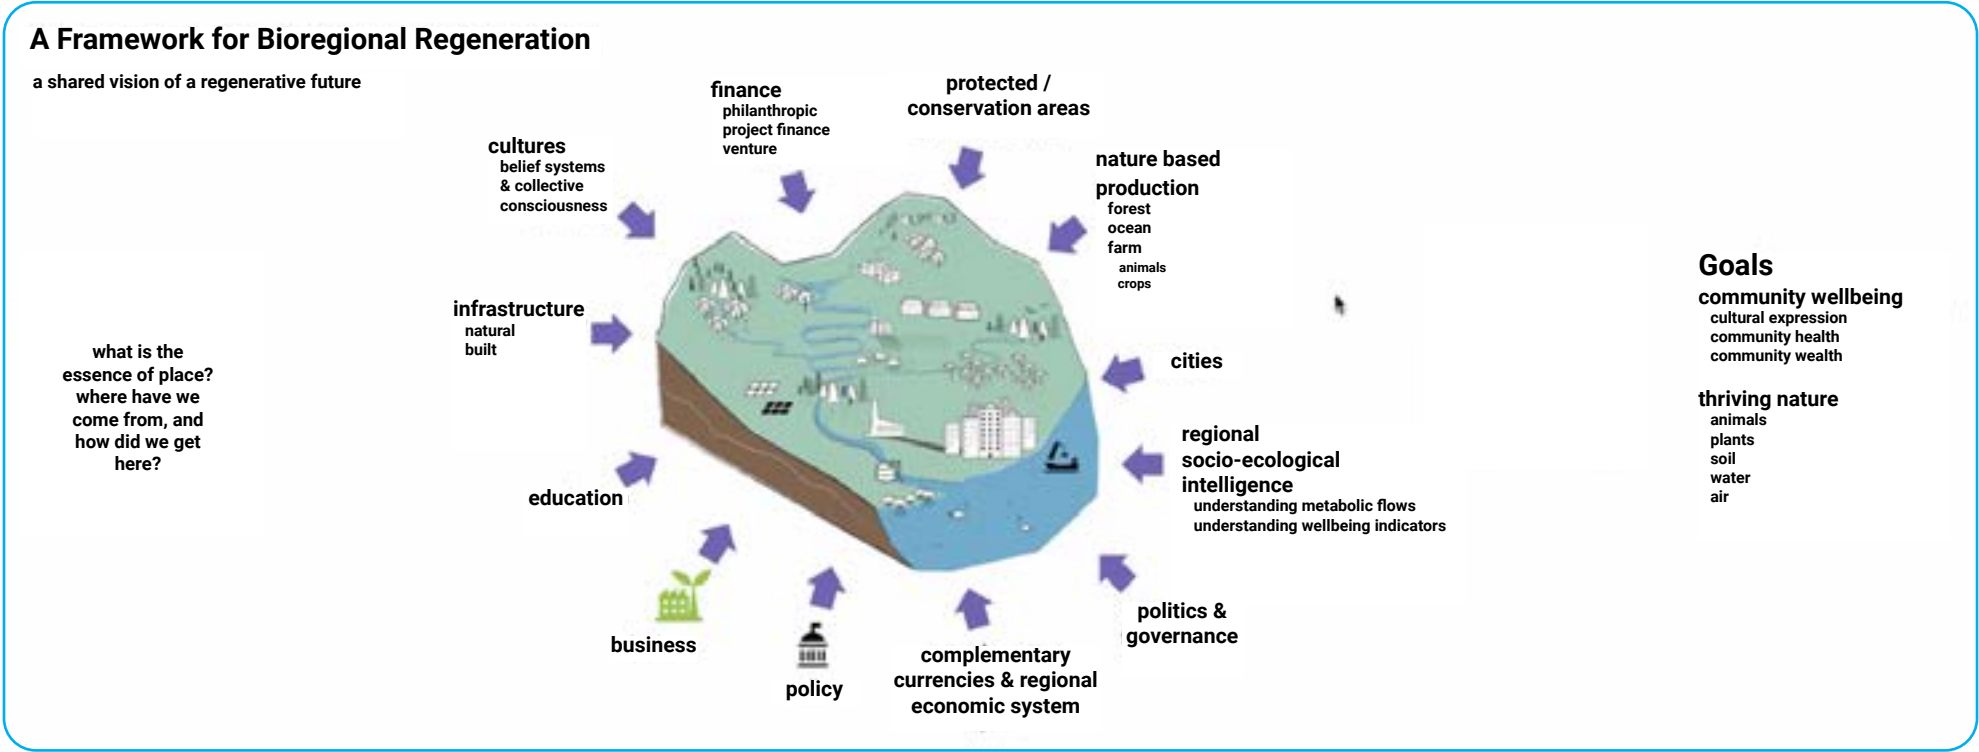 A Framework for Bioregional Regeneration
a shared vision of a regenerative future
what is the
essence of place?
where have we
come from, and
how did we get
here?
finance
philanthropic
project finance
venture
protected /
conservation areas
cultures
belief systems
& collective
consciousness
nature based
production
forest
ocean
farm
animals
crops
infrastructure
natural
built
cities
regional
socio-ecological
intelligence
understanding metabolic flows
understanding wellbeing indicators
education
business
policy
complementary
currencies & regional
economic system
politics &
governance
Goals
community wellbeing
cultural expression
community health
community wealth
thriving nature
animals
plants
soil
water
air